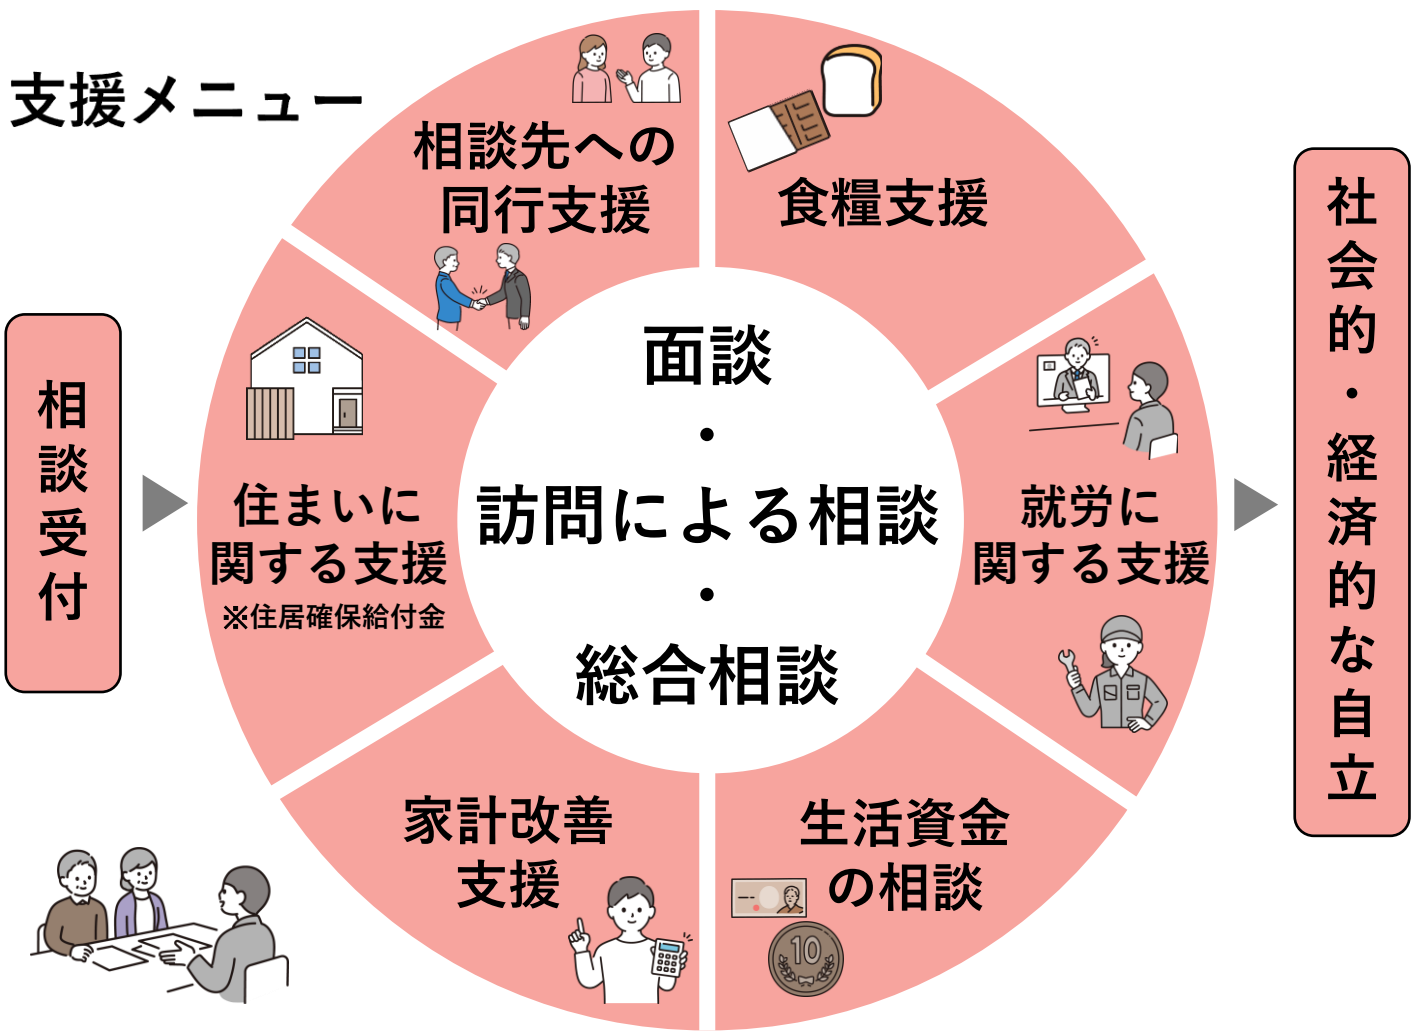 支援メニュー
相談受付
相談先への
同行支援
食糧支援
住まいに
関する支援
※住居確保給付金
面談
・
訪問による相談
・
総合相談
就労に
関する支援
家計改善
支援
生活資金
の相談
10
社会的・経済的な自立